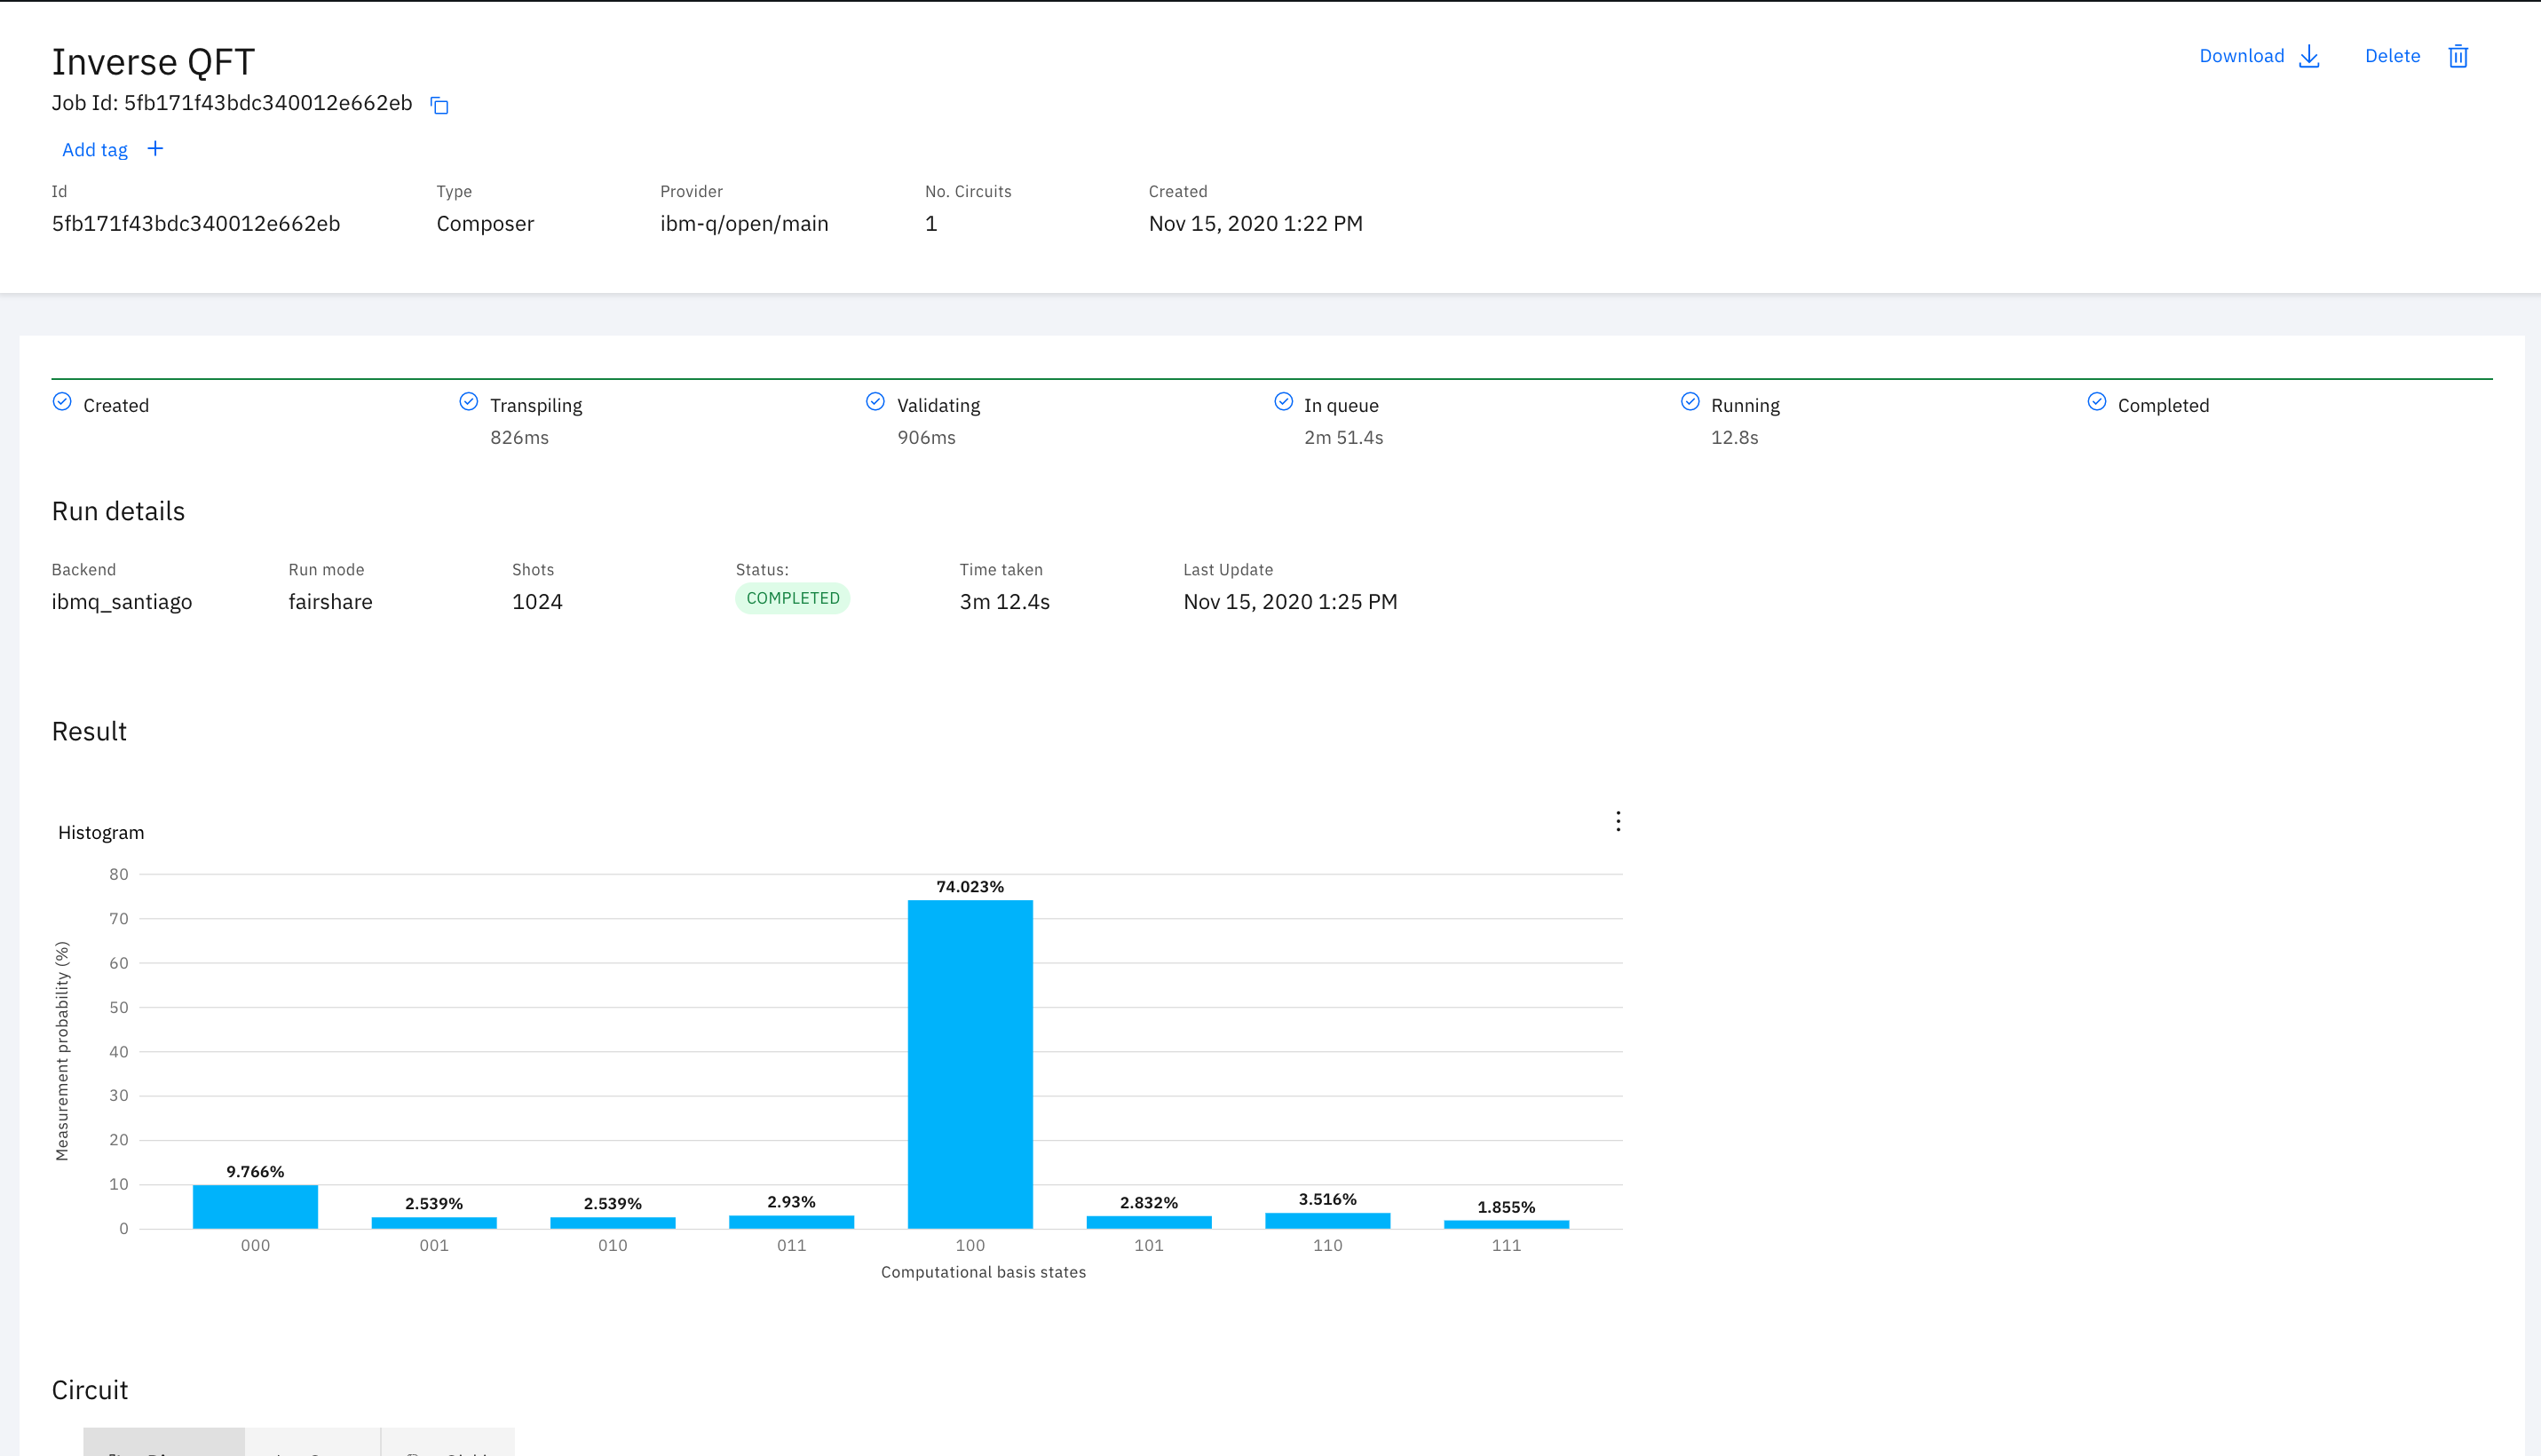 Inverse QFT
Download
Delete
Job Id: 5fb171f43bdc340012e662eb
Add tag +
Id Type Provider No. Circuits Created
5fb171f43bdc340012e662eb Composer ibm-q/open/main 1 Nov 15, 2020 1:22 PM
Created Transpiling Validating In queue Running Completed
826ms 906ms 2m 51.4s 12.8s
Run details
Backend Run mode Shots Status: Time taken Last Update
ibmq_santiago fairshare 1024 COMPLETED 3m 12.4s Nov 15, 2020 1:25 PM
Result
Histogram
80
70
60
50
40
30
20
10
0
Measurement probability (%)
9.766% 2.539% 2.539% 2.93% 74.023% 2.832% 3.516% 1.855%
000 001 010 011 100 101 110 111
Computational basis states
Circuit